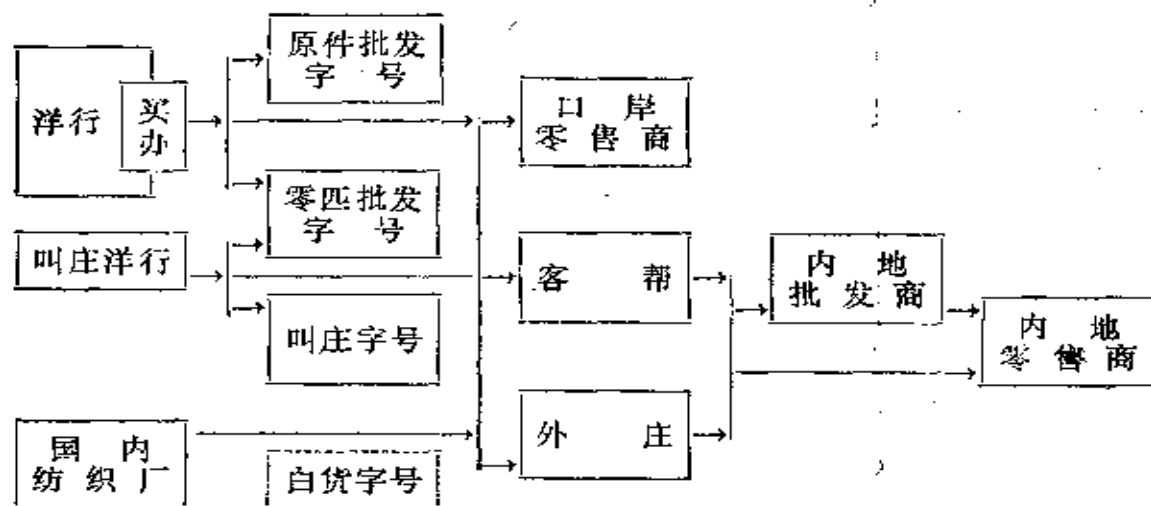 原件批发
字号
洋行
买办
口岸
零售商
零匹批发
字号
叫庄洋行
客帮
内地
批发商
叫庄字号
内地
零售商
国内
纺织厂
白货字号
外庄